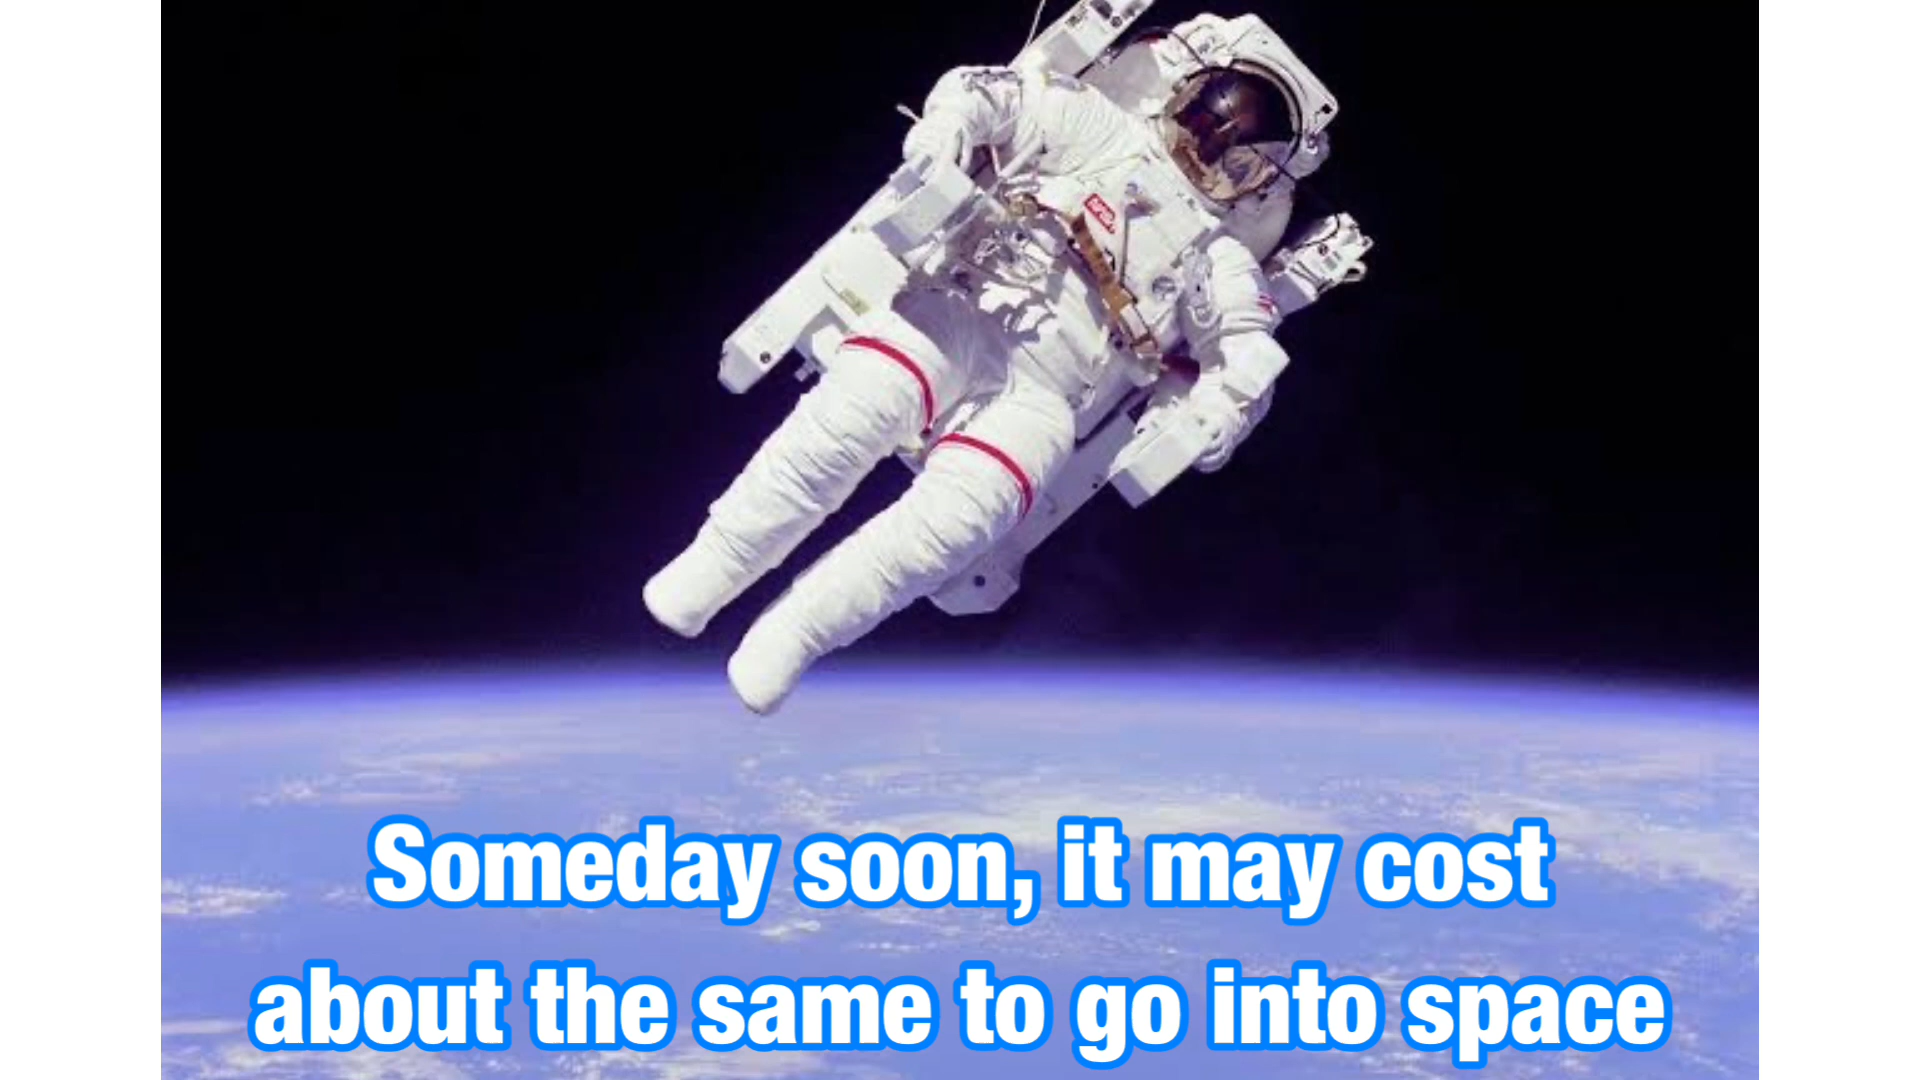 Someday soon, it may cost
about the same to go into space